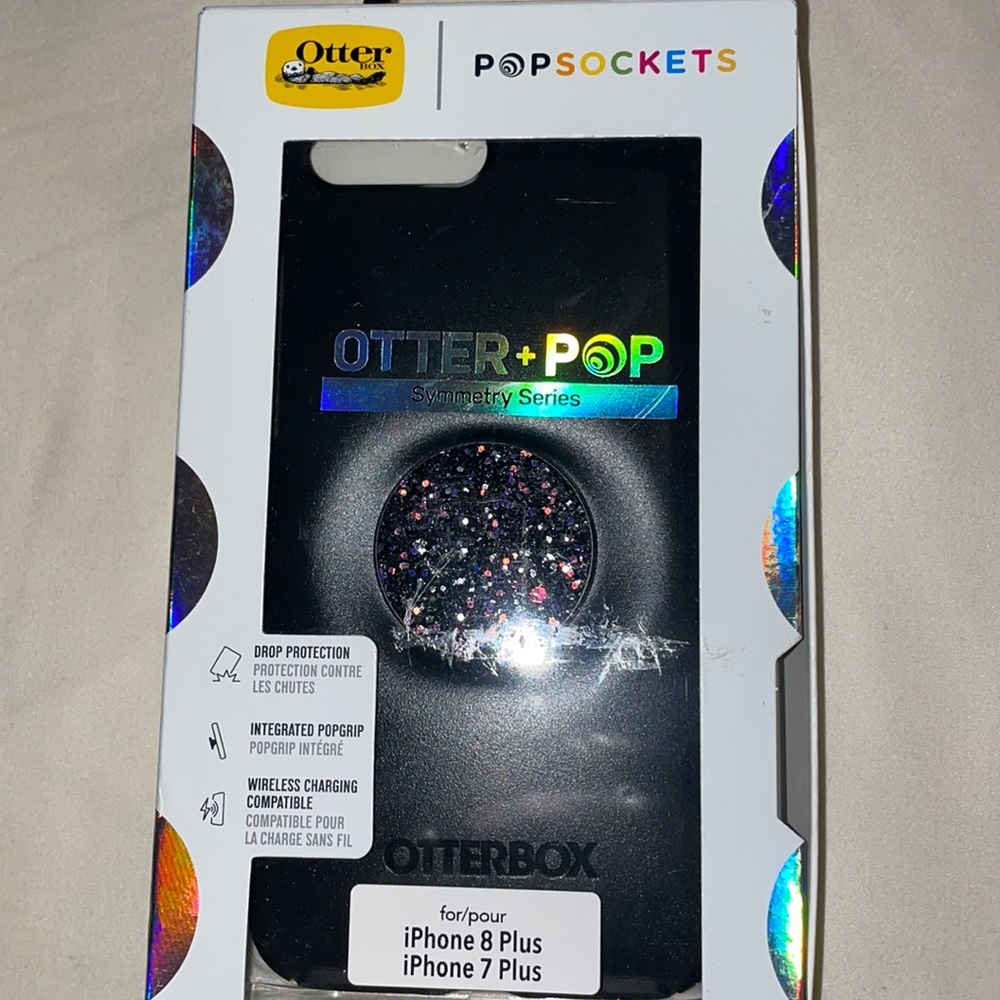 Otter
BOX
POPSOCKETS
OTTER+POP
Symmetry Series
DROP PROTECTION
PROTECTION CONTRE
LES CHUTES
INTEGRATED POPGRIP
POPGRIP INTÉGRÉ
WIRELESS CHARGING
COMPATIBLE
COMPATIBLE POUR
LA CHARGE SANS FIL
OTTERBOX
for/pour
iPhone 8 Plus
iPhone 7 Plus